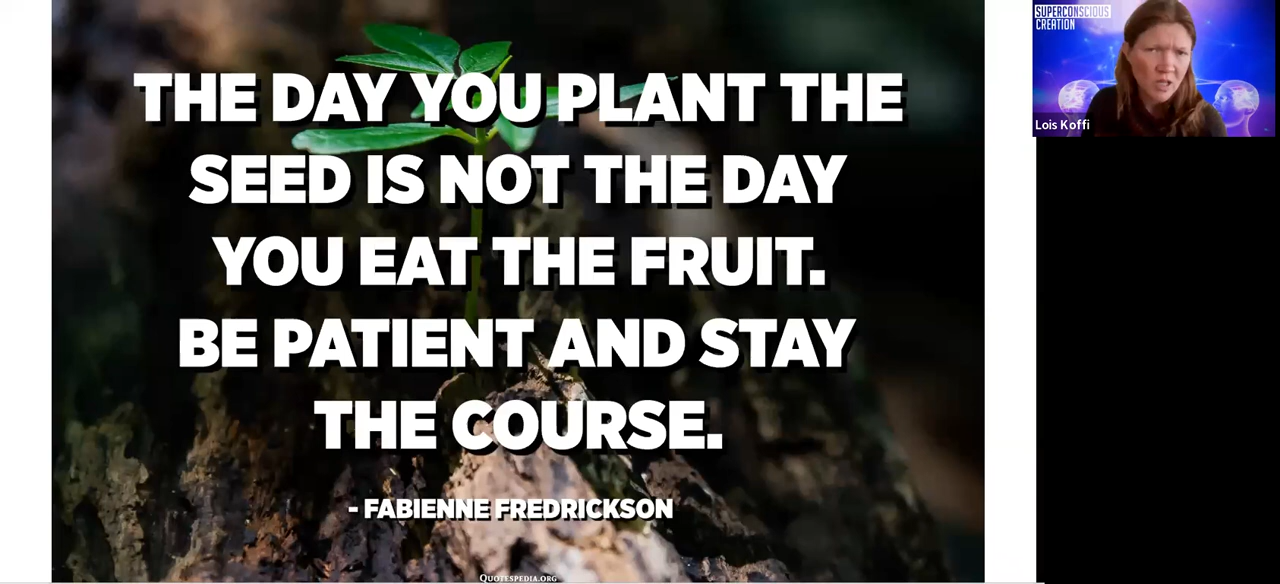 THE DAY YOU PLANT THE
SEED IS NOT THE DAY
YOU EAT THE FRUIT.
BE PATIENT AND STAY
THE COURSE.
- FABIENNE FREDRICKSON
QUOTESPEDIA.ORG
SUPERCONSCIOUS
CREATION
Lois Koffi